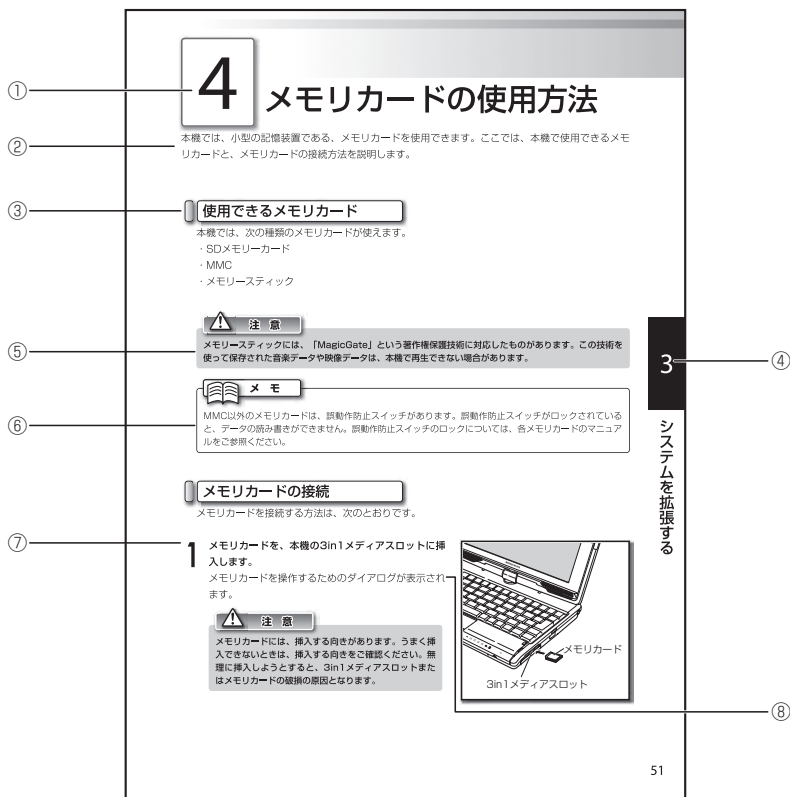 ①
4
メモリカードの使用方法
②
本機では、小型の記憶装置である、メモリカードを使用できます。ここでは、本機で使用できるメモ
リカードと、メモリカードの接続方法を説明します。
③
使用できるメモリカード
本機では、次の種類のメモリカードが使えます。
・SDメモリーカード
・MMC
・メモリースティック
注 意
⑤
メモリースティックには、「MagicGate」という著作権保護技術に対応したものがあります。この技術を
使って保存された音楽データや映像データは、本機で再生できない場合があります。
3
④
メ モ
⑥
MMC以外のメモリカードは、誤動作防止スイッチがあります。誤動作防止スイッチがロックされている
と、データの読み書きができません。誤動作防止スイッチのロックについては、各メモリカードのマニュア
ルをご参照ください。
システムを拡張する
メモリカードの接続
メモリカードを接続する方法は、次のとおりです。
⑦
1
メモリカードを、本機の3in1メディアスロットに挿
入します。
メモリカードを操作するためのダイアログが表示され
ます。
注 意
メモリカードには、挿入する向きがあります。うまく挿
入できないときは、挿入する向きをご確認ください。無
理に挿入しようとすると、3in1メディアスロットまた
はメモリカードの破損の原因となります。
メモリカード
3in1メディアスロット
⑧
51